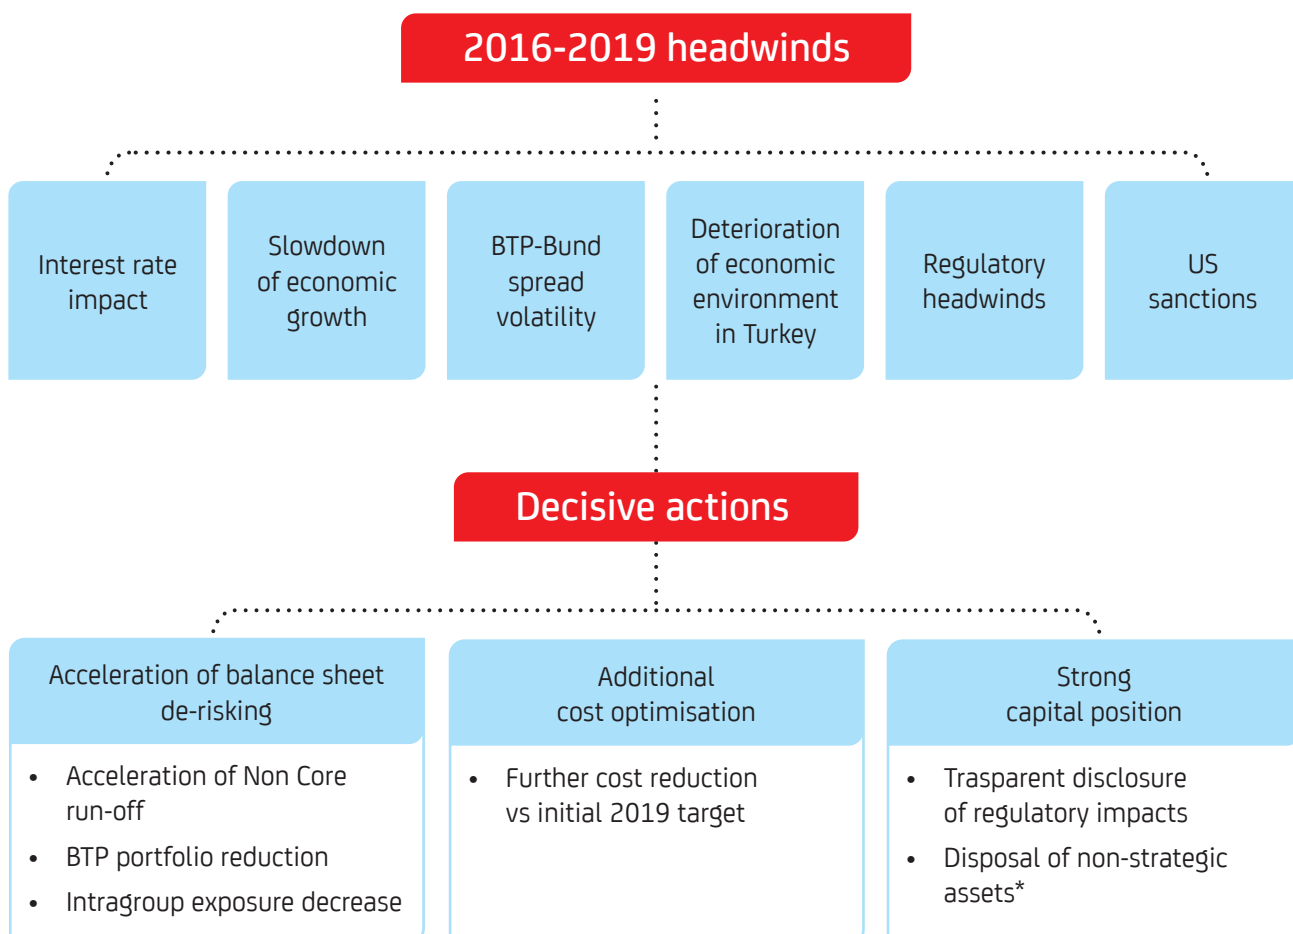 2016-2019 headwinds
Interest rate
impact
Slowdown
of economic
growth
BTP-Bund
spread
volatility
Deterioration
of economic
environment
in Turkey
Regulatory
headwinds
US
sanctions
Decisive actions
Acceleration of balance sheet
de-risking
• Acceleration of Non Core
run-off
• BTP portfolio reduction
• Intragroup exposure decrease
Additional
cost optimisation
• Further cost reduction
vs initial 2019 target
Strong
capital position
• Trasparent disclosure
of regulatory impacts
• Disposal of non-strategic
assets*